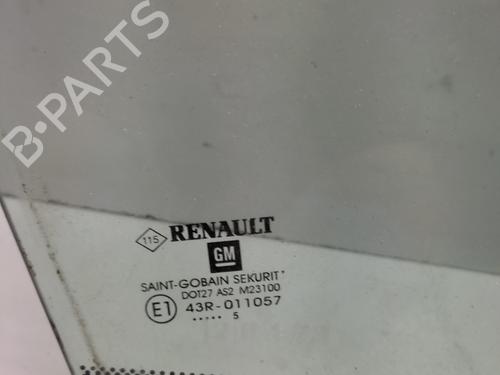 B-PARTS
115 RENAULT
GM
SAINT-GOBAIN SEKURIT
DOT27 AS2 M23100
E1 43R-011057
..... 5